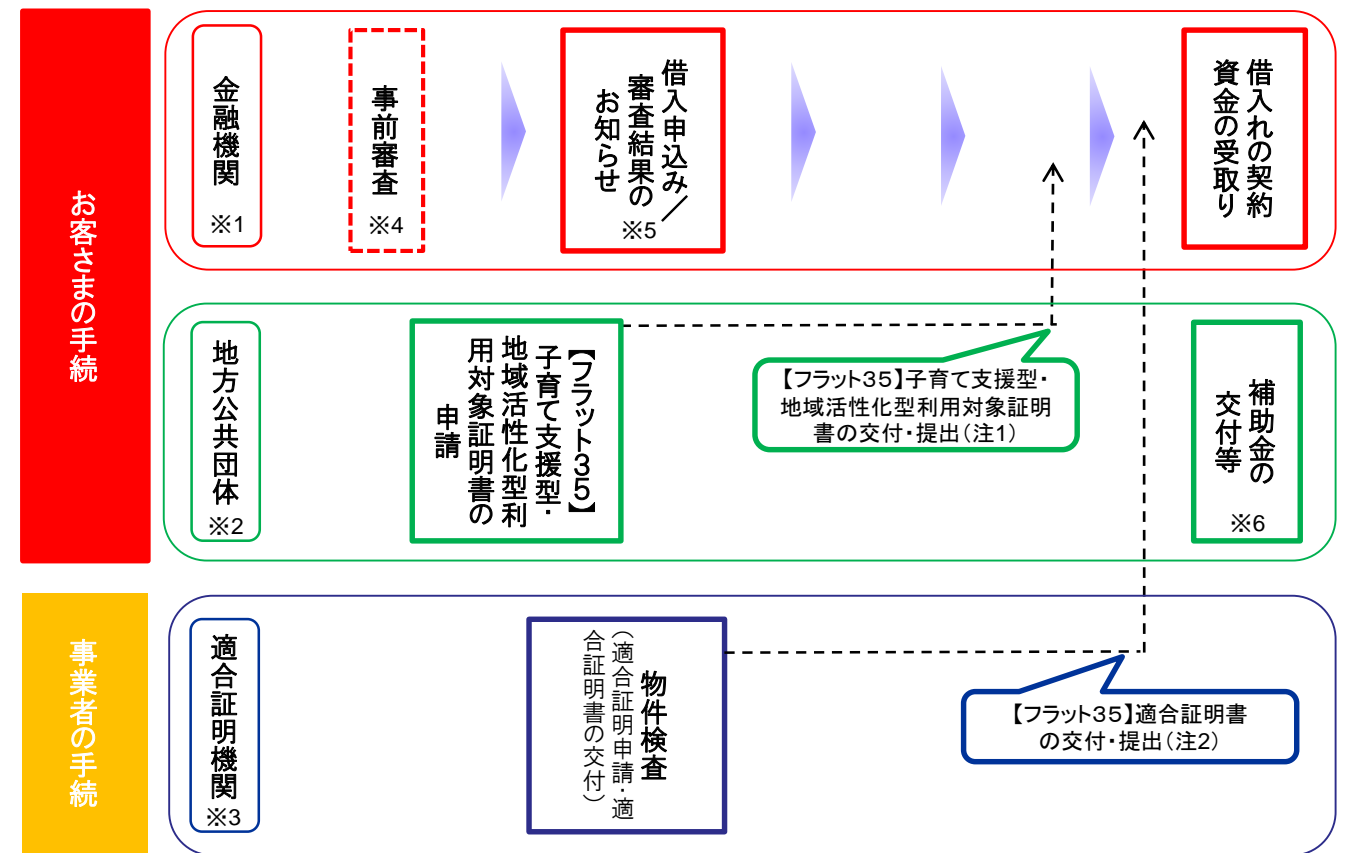 お客さまの手続
金融機関
※1
事前審査
※4
借入申込み／
審査結果の
お知らせ
※5
借入れの契約
資金の受取り
地方公共団体
※2
【フラット３５】
子育て支援型・
地域活性化型利
用対象証明書の
申請
【フラット３５】子育て支援型・
地域活性化型利用対象証明
書の交付・提出（注1）
補助金の
交付等
※6
事業者の手続
適合証明機関
※3
物件検査
（適合証明申請・適
合証明書の交付）
【フラット３５】適合証明書
の交付・提出（注2）